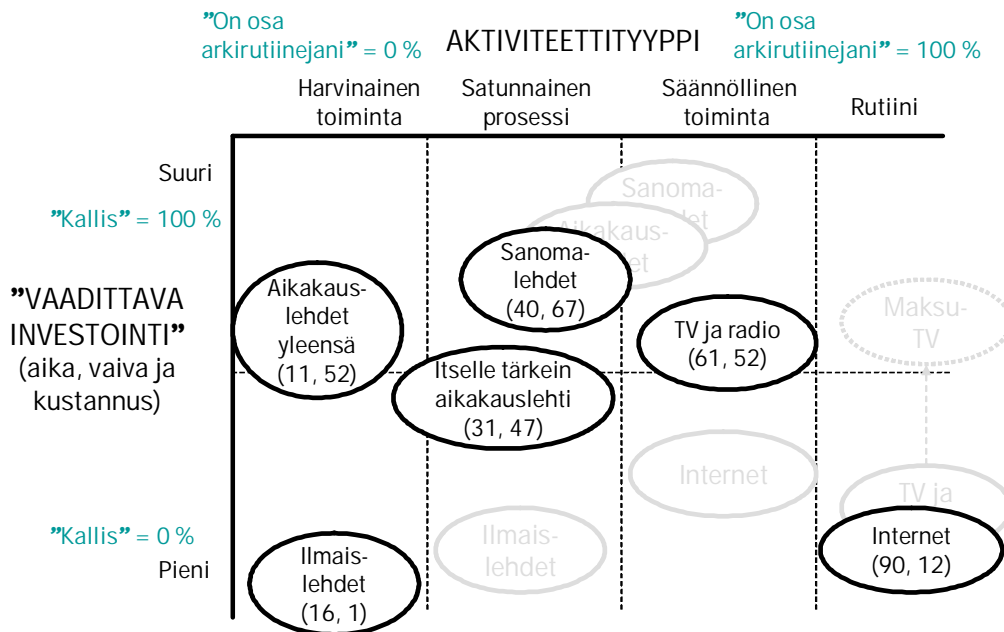 ”On osa
arkirutiinejani” = 0 %
AKTIVITEETTITYYPPI
”On osa
arkirutiinejani” = 100 %
Harvinainen
toiminta
Satunnainen
prosessi
Säännöllinen
toiminta
Rutiini
Suuri
”Kallis” = 100 %
”VAADITTAVA
INVESTOINTI”
(aika, vaiva ja
kustannus)
”Kallis” = 0 %
Pieni
Sanoma-
Aikakaus-
Sanoma-
lehdet
(40, 67)
Aikakaus-
lehdet
yleensä
(11, 52)
TV ja radio
(61, 52)
Maksu-
TV
Itselle tärkein
aikakauslehti
(31, 47)
Internet
TV ja
Internet
(90, 12)
Ilmais-
lehdet
Ilmais-
lehdet
(16, 1)